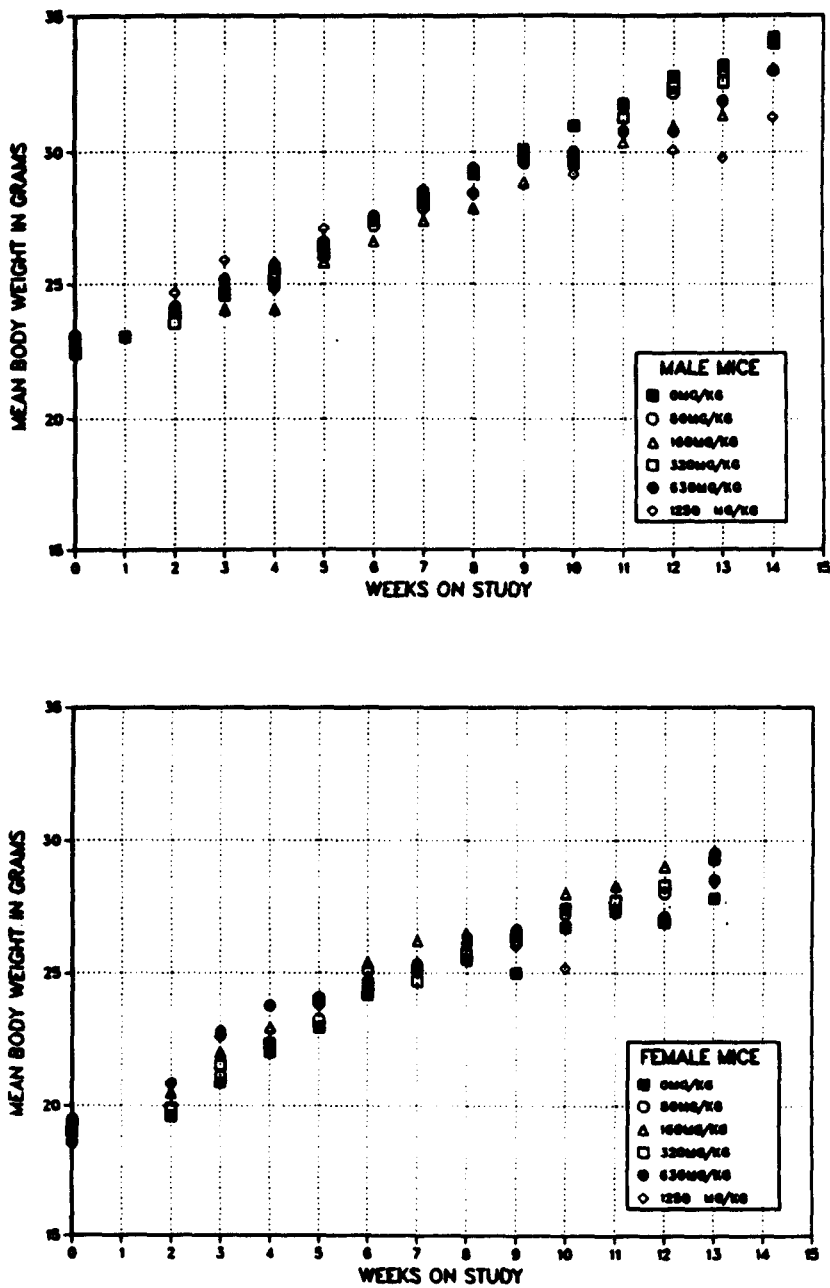 35
30
25
20
15
MEAN BODY WEIGHT IN GRAMS
MALE MICE
0MG/KG
80MG/KG
160MG/KG
320MG/KG
630MG/KG
1250 MG/KG
0 1 2 3 4 5 6 7 8 9 10 11 12 13 14 15
WEEKS ON STUDY
35
30
25
20
15
MEAN BODY WEIGHT IN GRAMS
FEMALE MICE
0MG/KG
80MG/KG
160MG/KG
320MG/KG
630MG/KG
1250 MG/KG
0 1 2 3 4 5 6 7 8 9 10 11 12 13 14 15
WEEKS ON STUDY